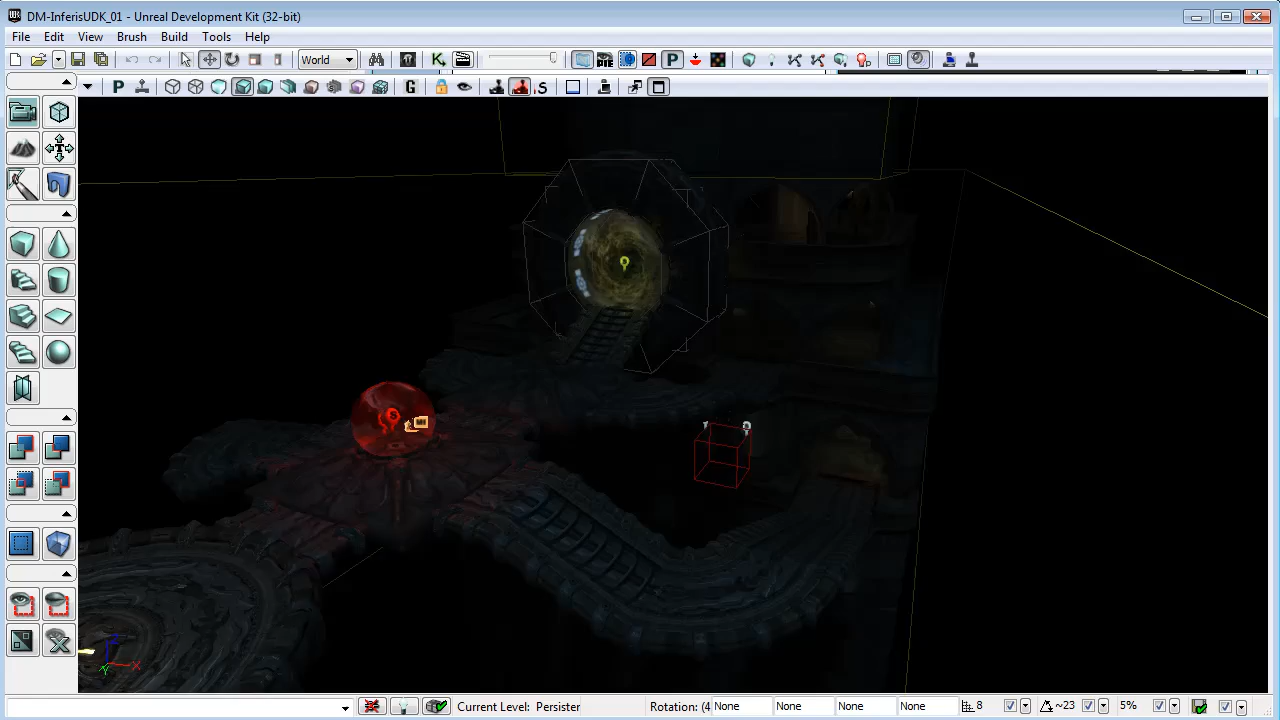 DM-InferisUDK_01 - Unreal Development Kit (32-bit)
File Edit View Brush Build Tools Help
World
P
P G S
Current Level: Persister Rotation: (4 None None None None 8 ~23 5%